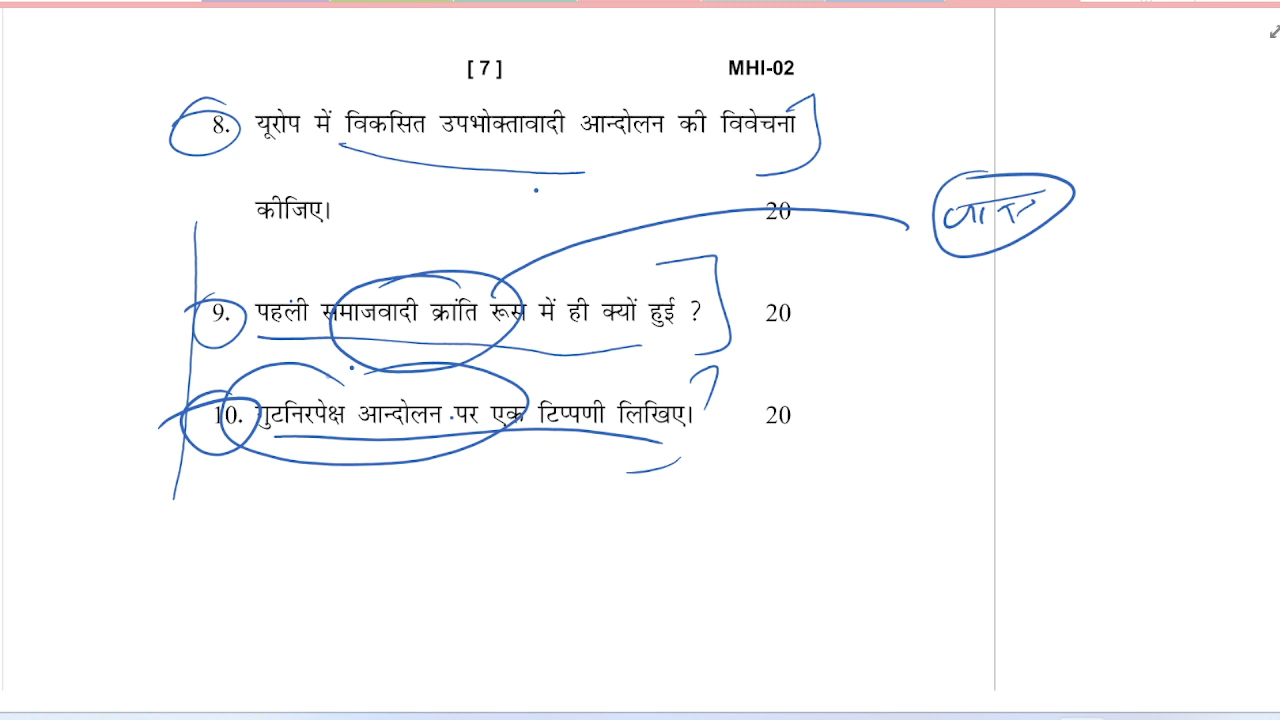 [ 7 ] MHI-02
8. यूरोप में विकसित उपभोक्तावादी आन्दोलन की विवेचना
कीजिए। 20
9. पहली समाजवादी क्रांति रूस में ही क्यों हुई ? 20
10. गुटनिरपेक्ष आन्दोलन पर एक टिप्पणी लिखिए। 20